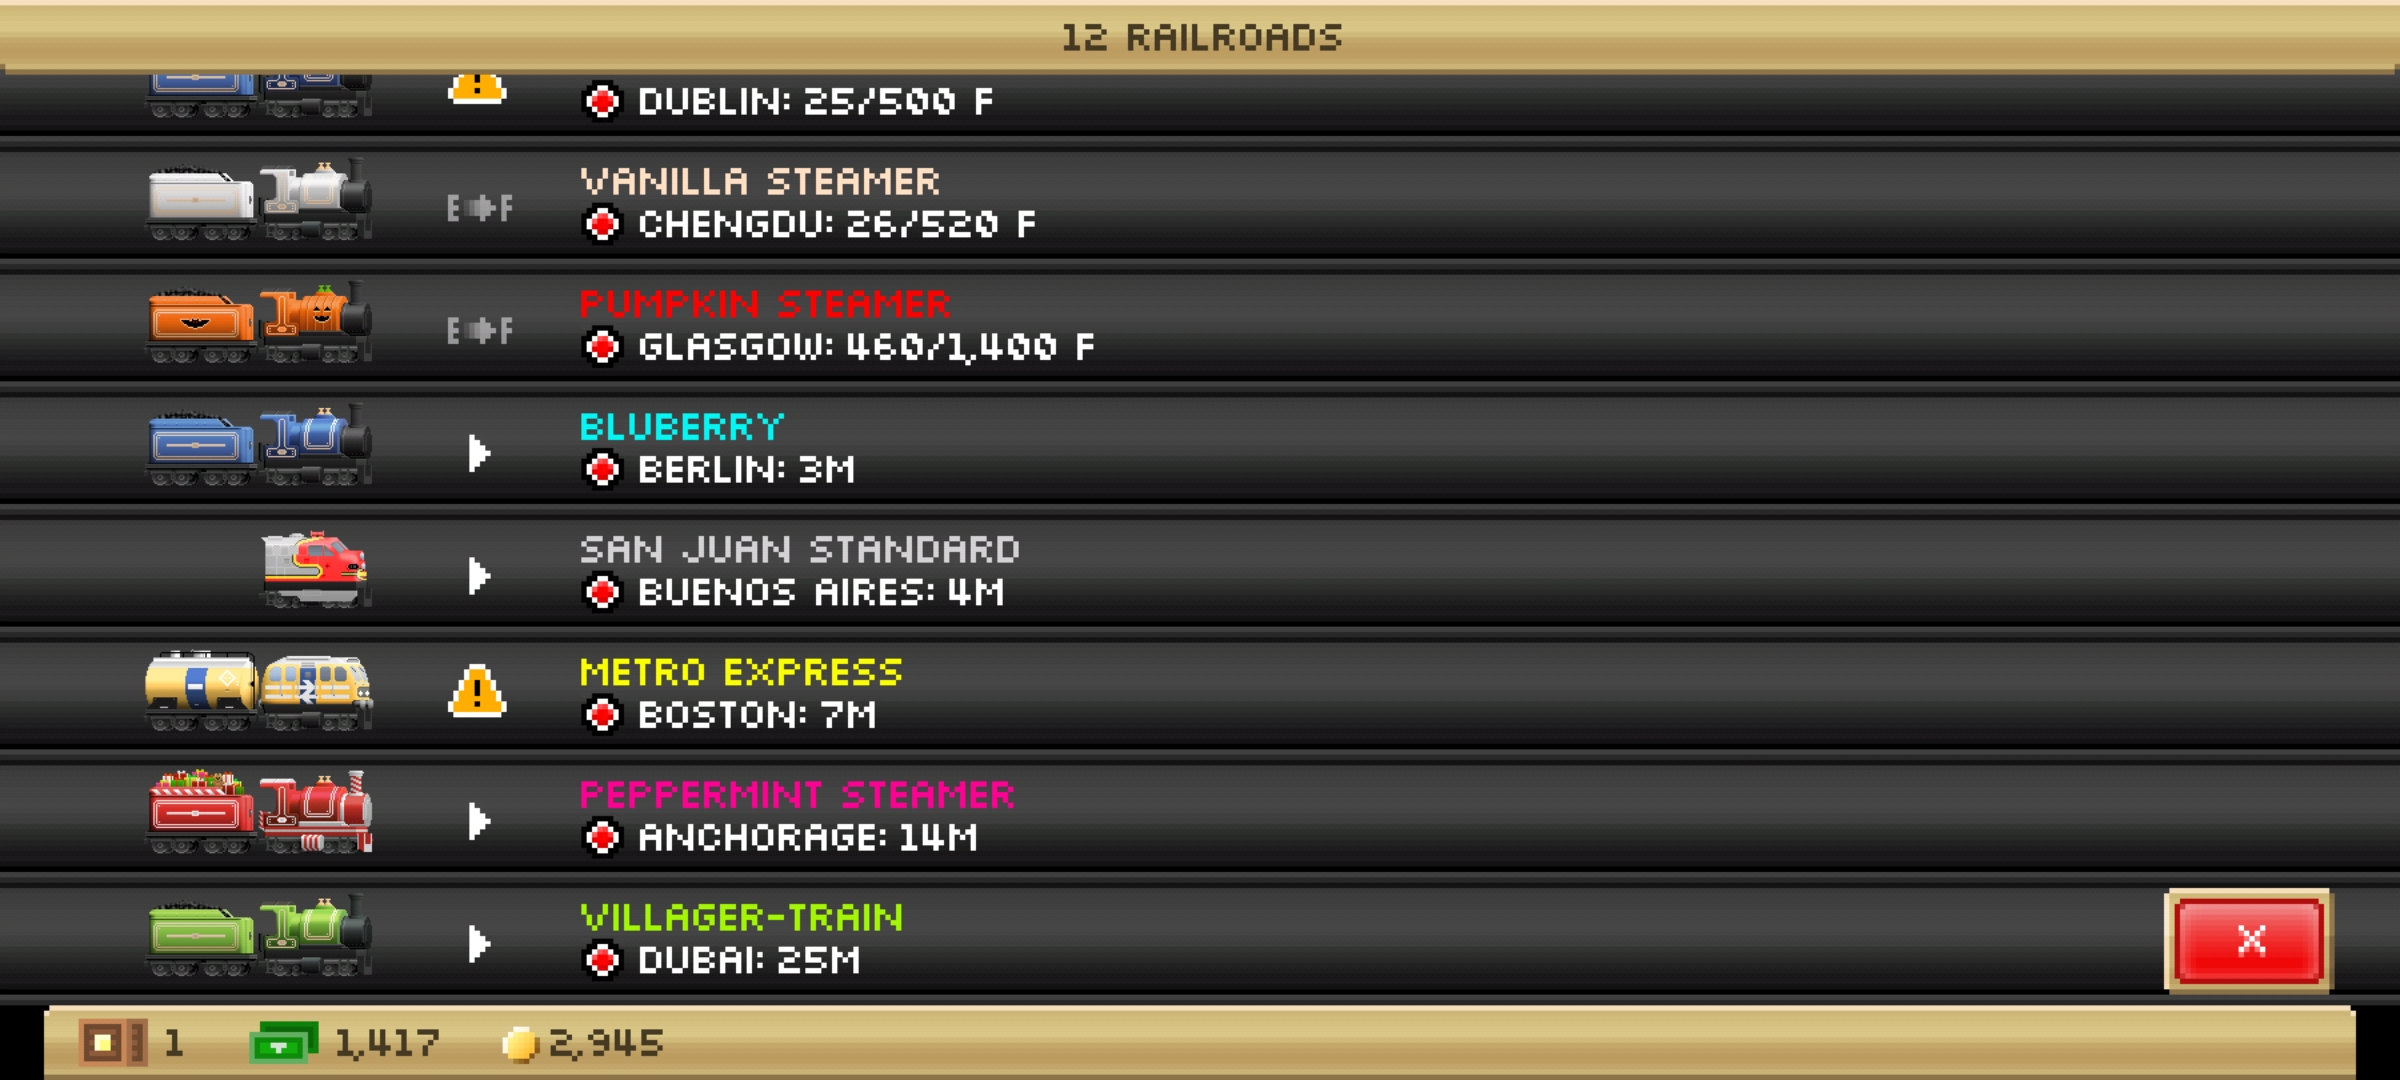 12 RAILROADS
DUBLIN: 25/500 F
VANILLA STEAMER
E F
CHENGDU: 26/520 F
PUMPKIN STEAMER
E F
GLASGOW: 460/1,400 F
BLUBERRY
BERLIN: 3M
SAN JUAN STANDARD
BUENOS AIRES: 4M
METRO EXPRESS
BOSTON: 7M
PEPPERMINT STEAMER
ANCHORAGE: 14M
VILLAGER-TRAIN
DUBAI: 25M
X
1 1,417 2,945